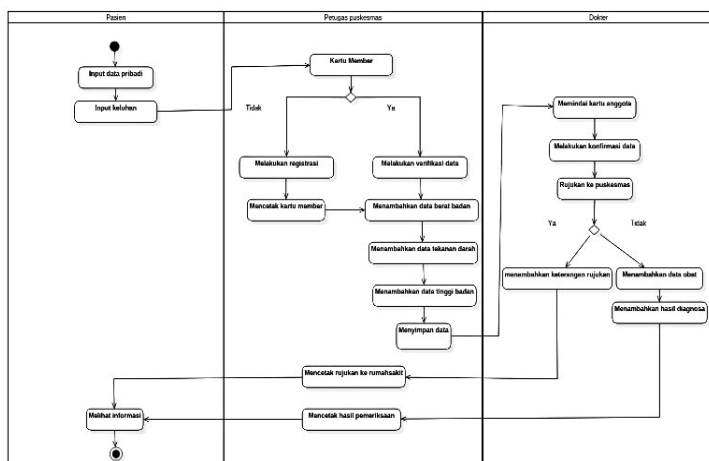 Pasien
Petugas puskesmas
Dokter
Input data pribadi
Input keluhan
Kartu Member
Tidak
Ya
Melakukan registrasi
Melakukan verifikasi data
Mencetak kartu member
Menambahkan data berat badan
Menambahkan data tekanan darah
Menambahkan data tinggi badan
Menyimpan data
Memindai kartu anggota
Melakukan konfirmasi data
Rujukan ke puskesmas
Ya
Tidak
menambahkan keterangan rujukan
Menambahkan data obat
Menambahkan hasil diagnosa
Mencetak rujukan ke rumahsakit
Melihat informasi
Mencetak hasil pemeriksaan